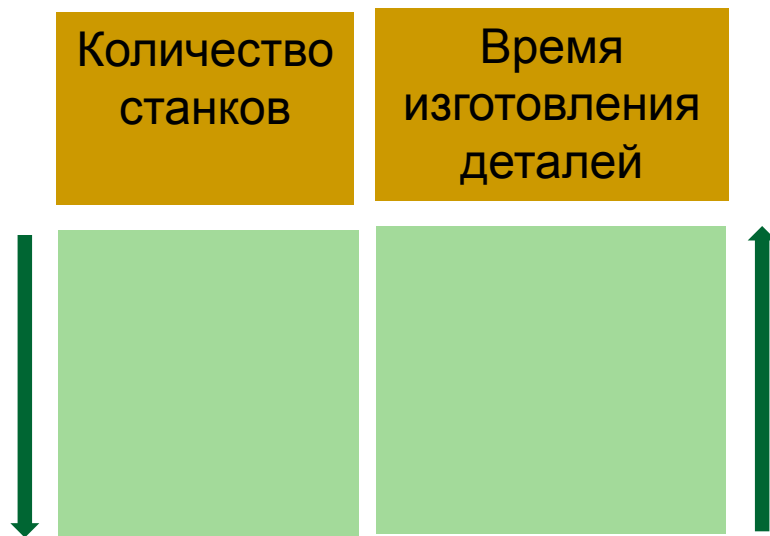 Количество
станков
Время
изготовления
деталей